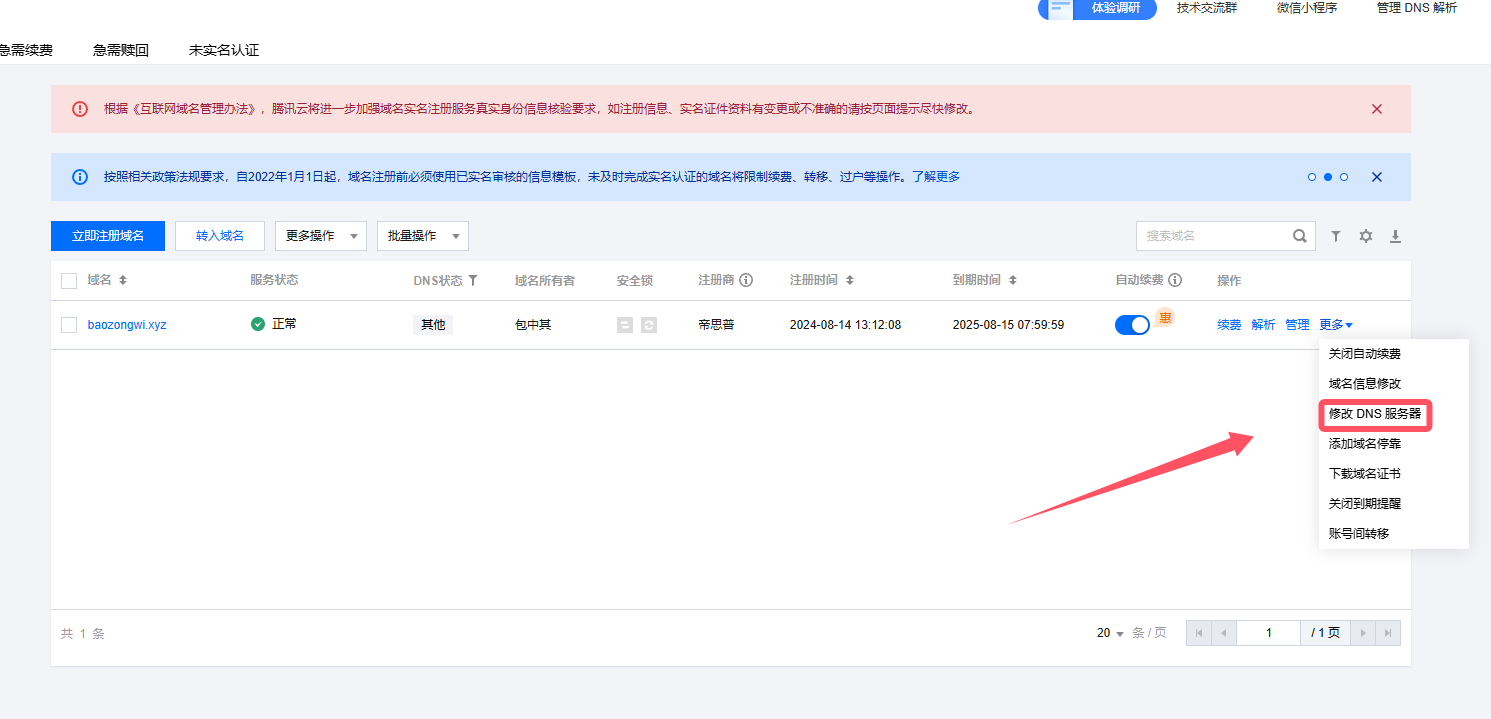 体验调研 技术交流群 微信小程序 管理 DNS 解析
急需续费 急需赎回 未实名认证
根据《互联网域名管理办法》，腾讯云将进一步加强域名实名注册服务真实身份信息核验要求，如注册信息、实名证件资料有变更或不准确的请按页面提示尽快修改。
按照相关政策法规要求，自2022年1月1日起，域名注册前必须使用已实名审核的信息模板，未及时完成实名认证的域名将限制续费、转移、过户等操作。了解更多
立即注册域名 转入域名 更多操作 批量操作 搜索域名
域名 服务状态 DNS状态 域名所有者 安全锁 注册商 注册时间 到期时间 自动续费 操作
baozongwi.xyz 正常 其他 包中其 帝思普 2024-08-14 13:12:08 2025-08-15 07:59:59 惠 续费 解析 管理 更多
关闭自动续费
域名信息修改
修改 DNS 服务器
添加域名停靠
下载域名证书
关闭到期提醒
账号间转移
共 1 条 20 条 / 页 1 / 1 页